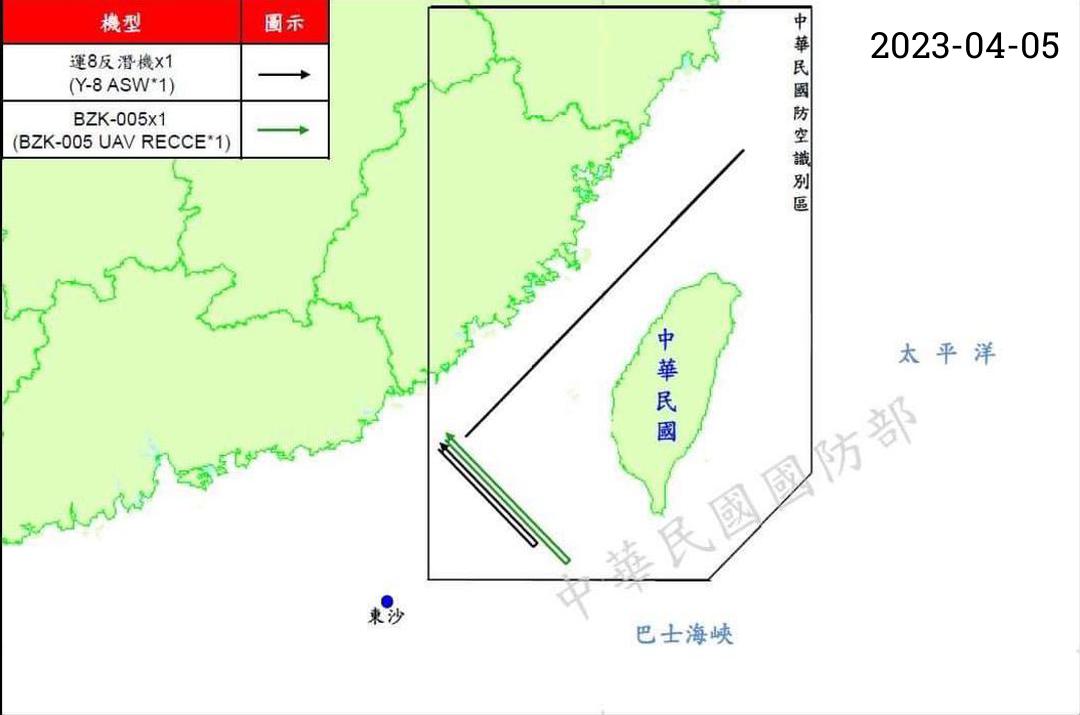 機型
圖示
運8反潛機x1
(Y-8 ASW*1)
BZK-005x1
(BZK-005 UAV RECCE*1)
2023-04-05
中華民國防空識別區
中華民國
太平洋
中華民國國防部
東沙
巴士海峽